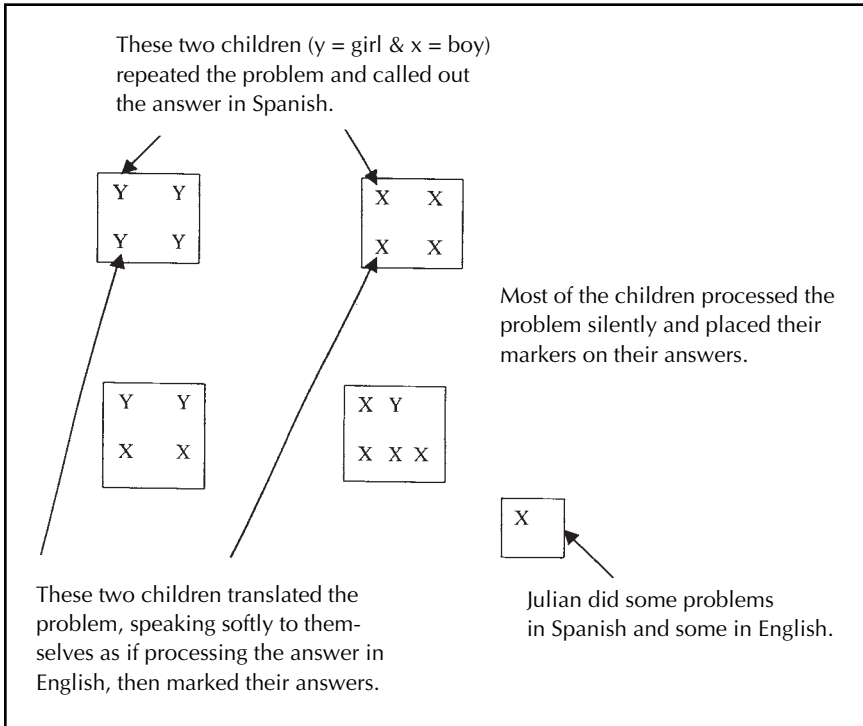 These two children (y = girl & x = boy)
repeated the problem and called out
the answer in Spanish.
Y Y
Y Y
X X
X X
Most of the children processed the
problem silently and placed their
markers on their answers.
Y Y
X X
X Y
X X X
X
These two children translated the
problem, speaking softly to them-
selves as if processing the answer in
English, then marked their answers.
Julian did some problems
in Spanish and some in English.